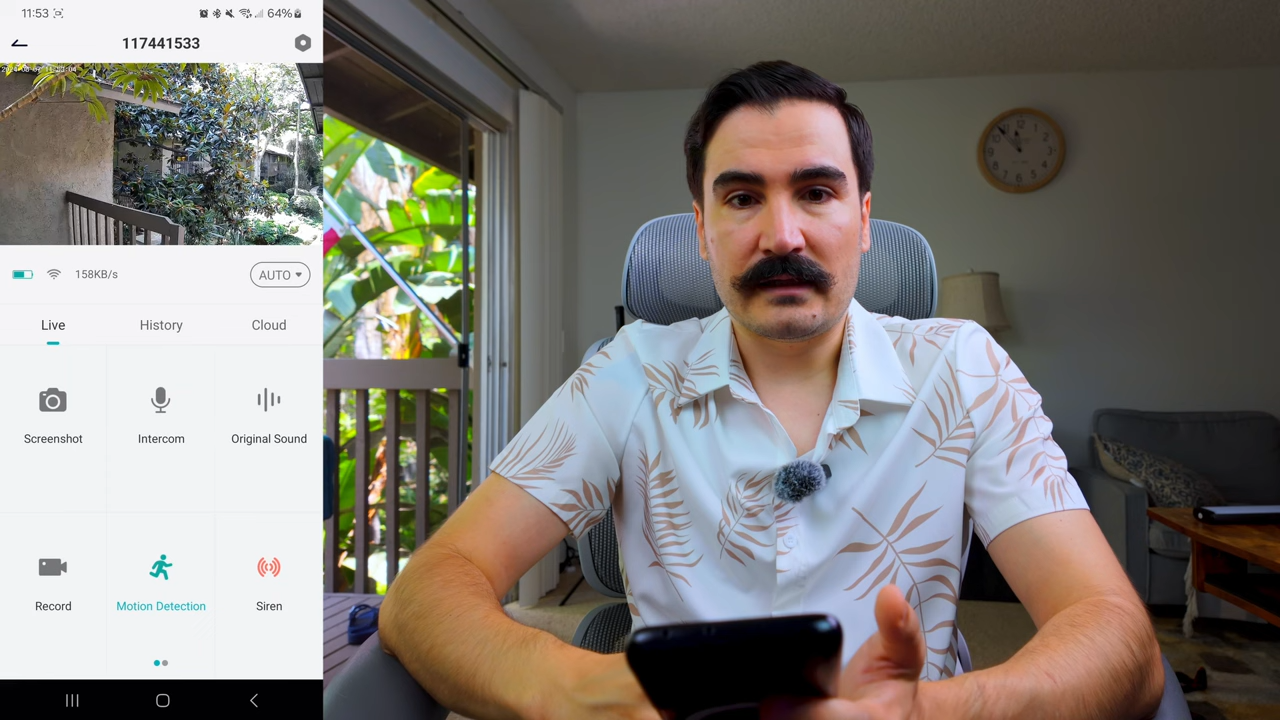 11:53
64%
117441533
158KB/s
AUTO
Live
History
Cloud
Screenshot
Intercom
Original Sound
Record
Motion Detection
Siren